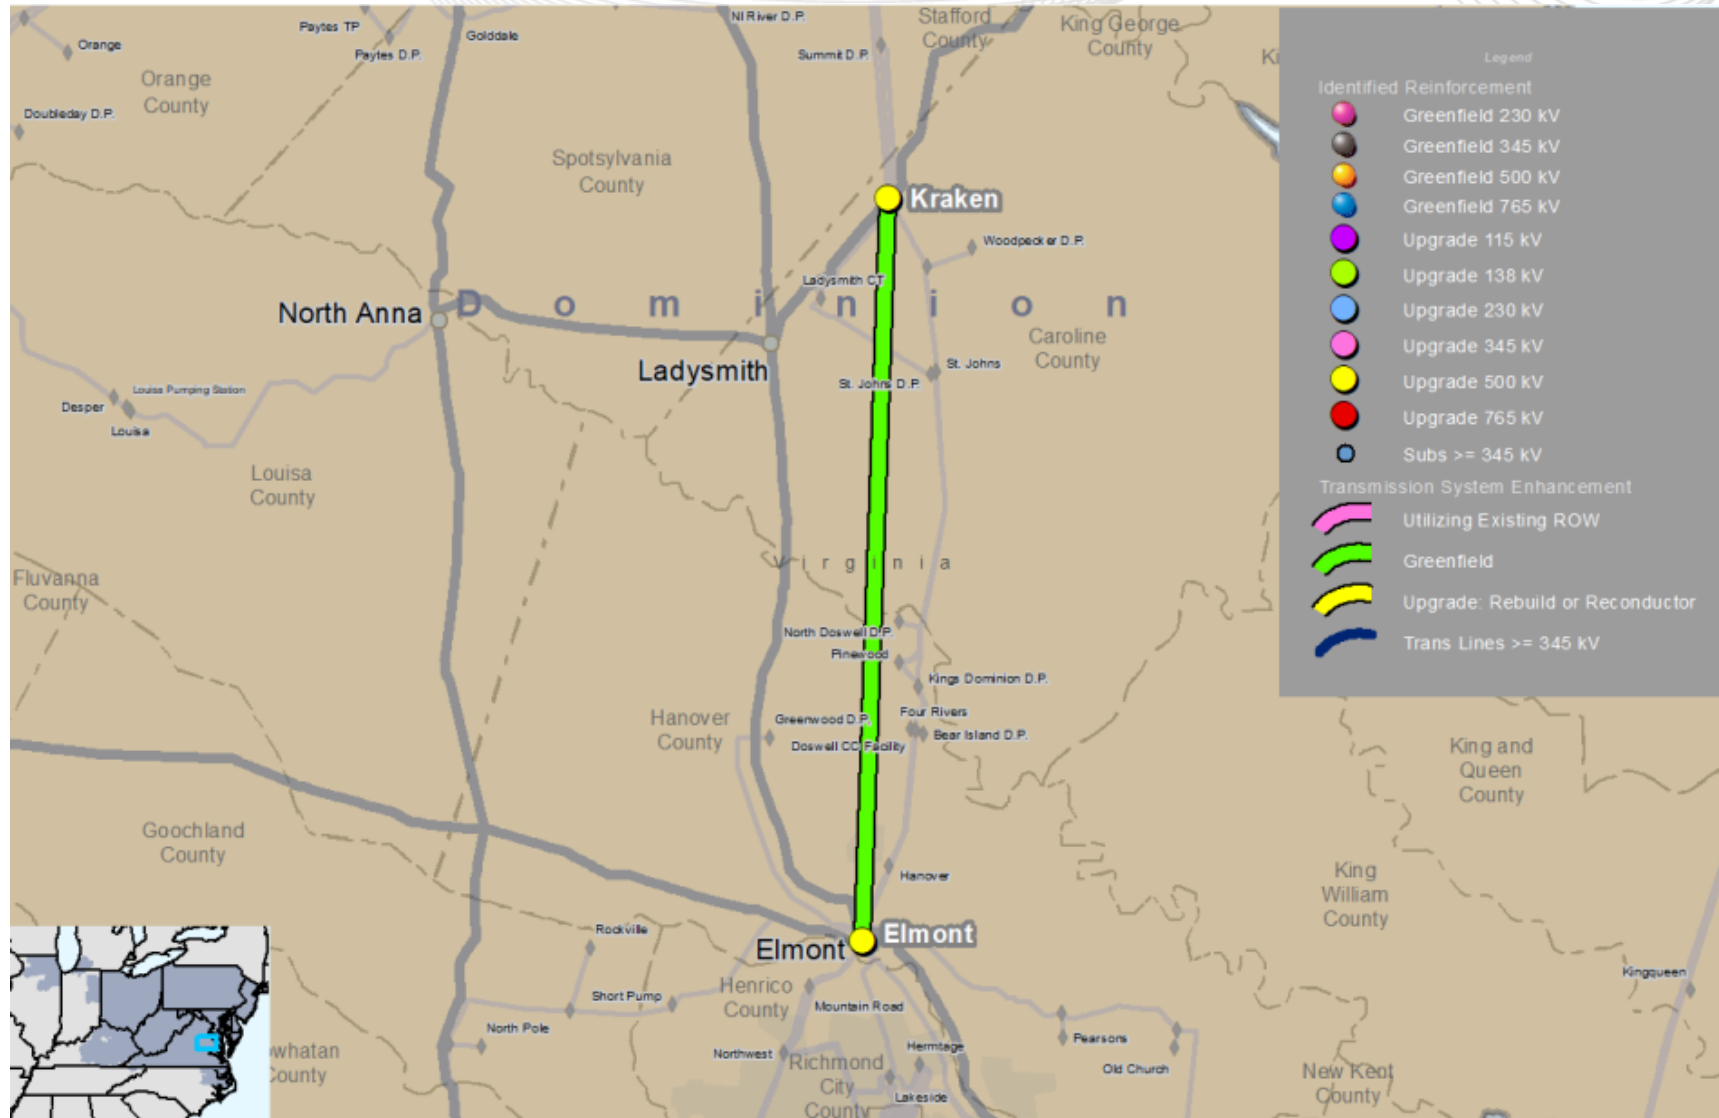 NI River D.P.
Stafford
County
King George
County
Ki
Paytes TP
Golddale
Paytes D.P.
Summit D.P.
Orange
Orange
County
Doubleday D.P.
Spotsylvania
County
Kraken
Woodpecker D.P.
Ladysmith CT
North Anna
Dominion
Caroline
County
Ladysmith
St. Johns
St. Johns D.P.
Louisa Pumping Station
Desper
Louisa
Louisa
County
Virginia
Fluvanna
County
North Doswell D.P.
Pinewood
Kings Dominion D.P.
Hanover
County
Greenwood D.P.
Four Rivers
Doswell CC Facility
Bear Island D.P.
King and
Queen
County
Goochland
County
Hanover
King
William
County
Rockville
Elmont
Elmont
Henrico
County
Short Pump
Mountain Road
North Pole
Northwest
Richmond
City
County
Hermitage
Lakeside
Pearsons
Old Church
Kingqueen
New Kent
County
owhatan
County
Legend
Identified Reinforcement
Greenfield 230 kV
Greenfield 345 kV
Greenfield 500 kV
Greenfield 765 kV
Upgrade 115 kV
Upgrade 138 kV
Upgrade 230 kV
Upgrade 345 kV
Upgrade 500 kV
Upgrade 765 kV
Subs >= 345 kV
Transmission System Enhancement
Utilizing Existing ROW
Greenfield
Upgrade: Rebuild or Reconductor
Trans Lines >= 345 kV